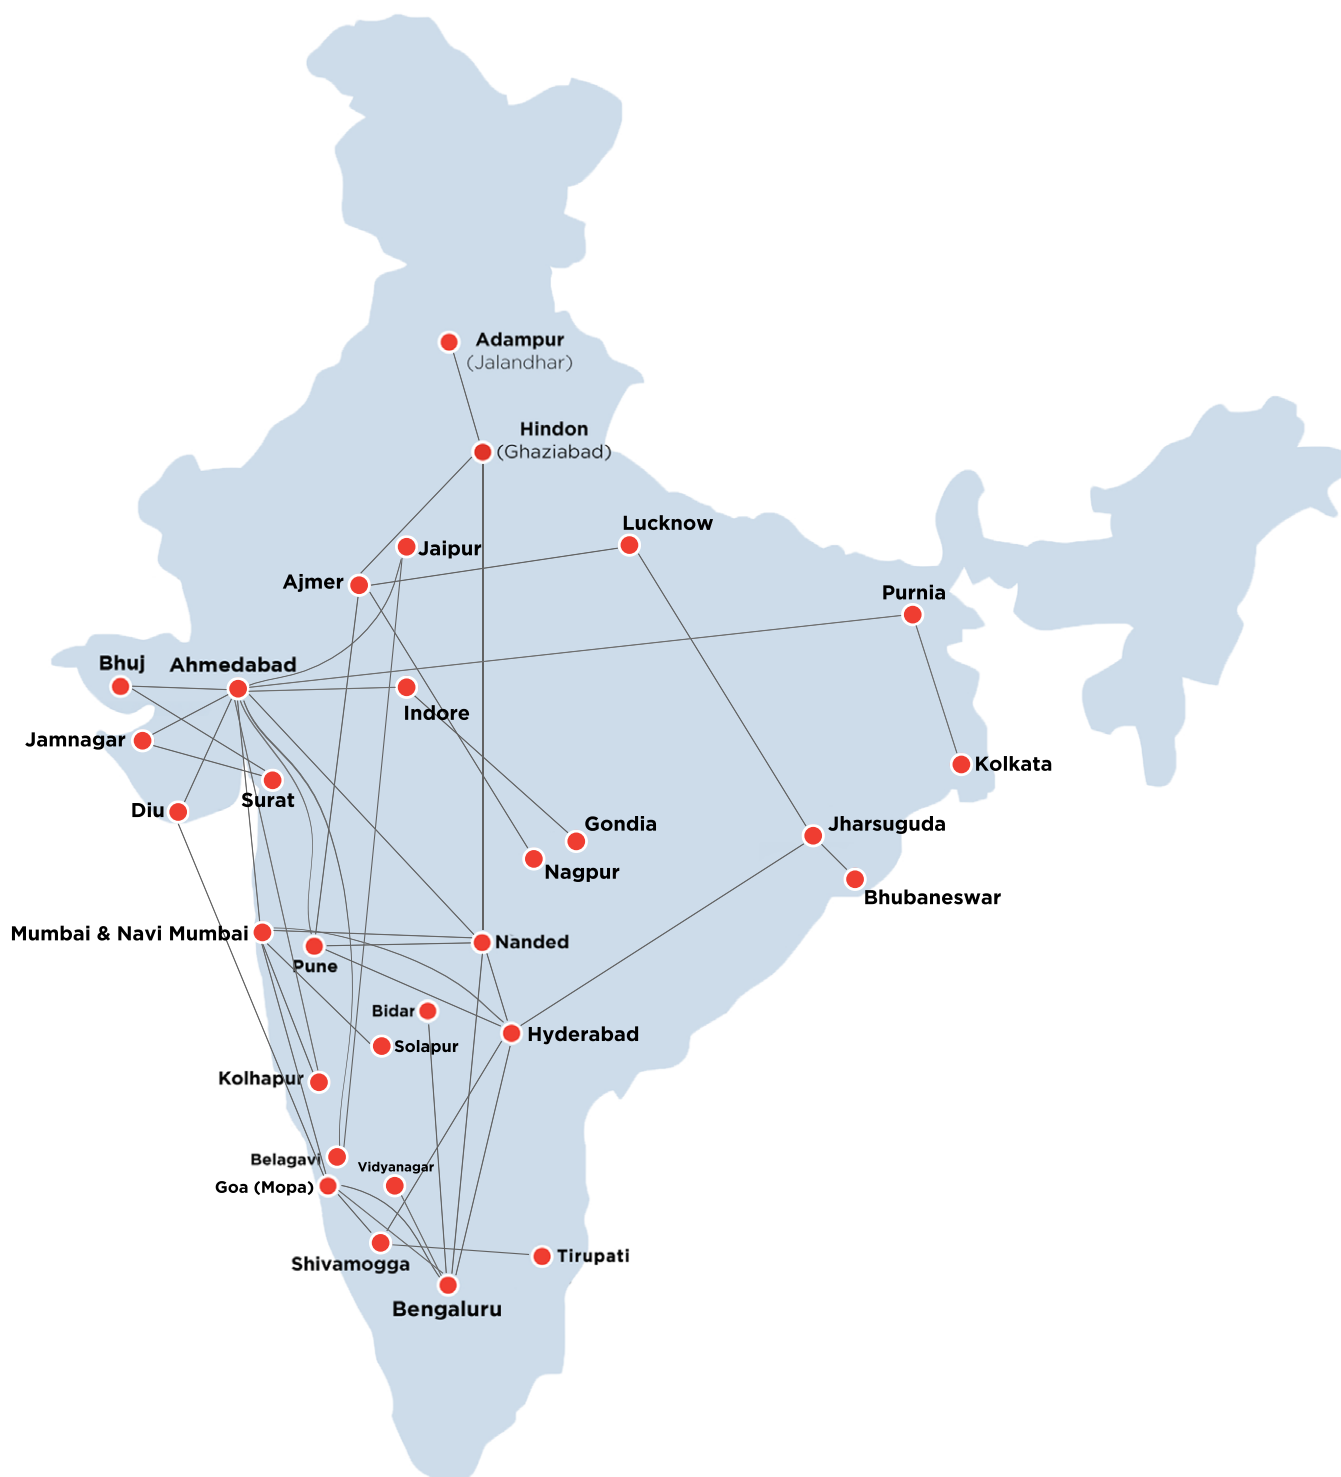 Adampur
(Jalandhar)
Hindon
(Ghaziabad)
Lucknow
Jaipur
Ajmer
Purnia
Bhuj
Ahmedabad
Indore
Jamnagar
Kolkata
Surat
Diu
Gondia
Jharsuguda
Nagpur
Bhubaneswar
Mumbai & Navi Mumbai
Nanded
Pune
Bidar
Hyderabad
Solapur
Kolhapur
Belagavi
Vidyanagar
Goa (Mopa)
Shivamogga
Tirupati
Bengaluru